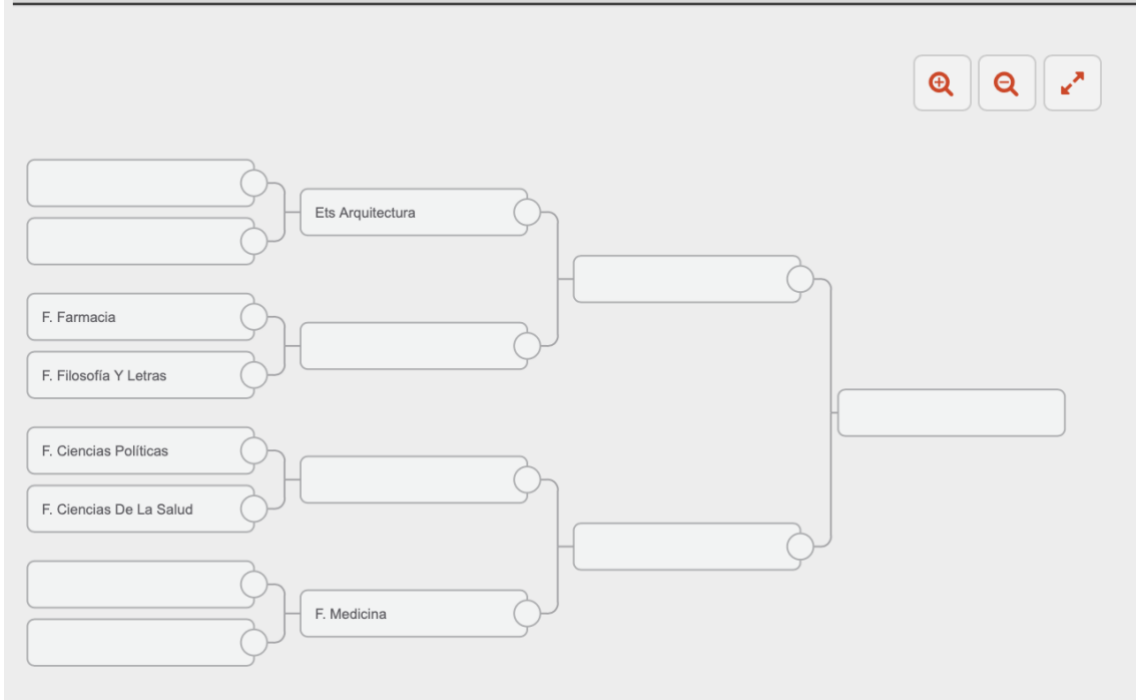 Ets Arquitectura
F. Farmacia
F. Filosofía Y Letras
F. Ciencias Políticas
F. Ciencias De La Salud
F. Medicina